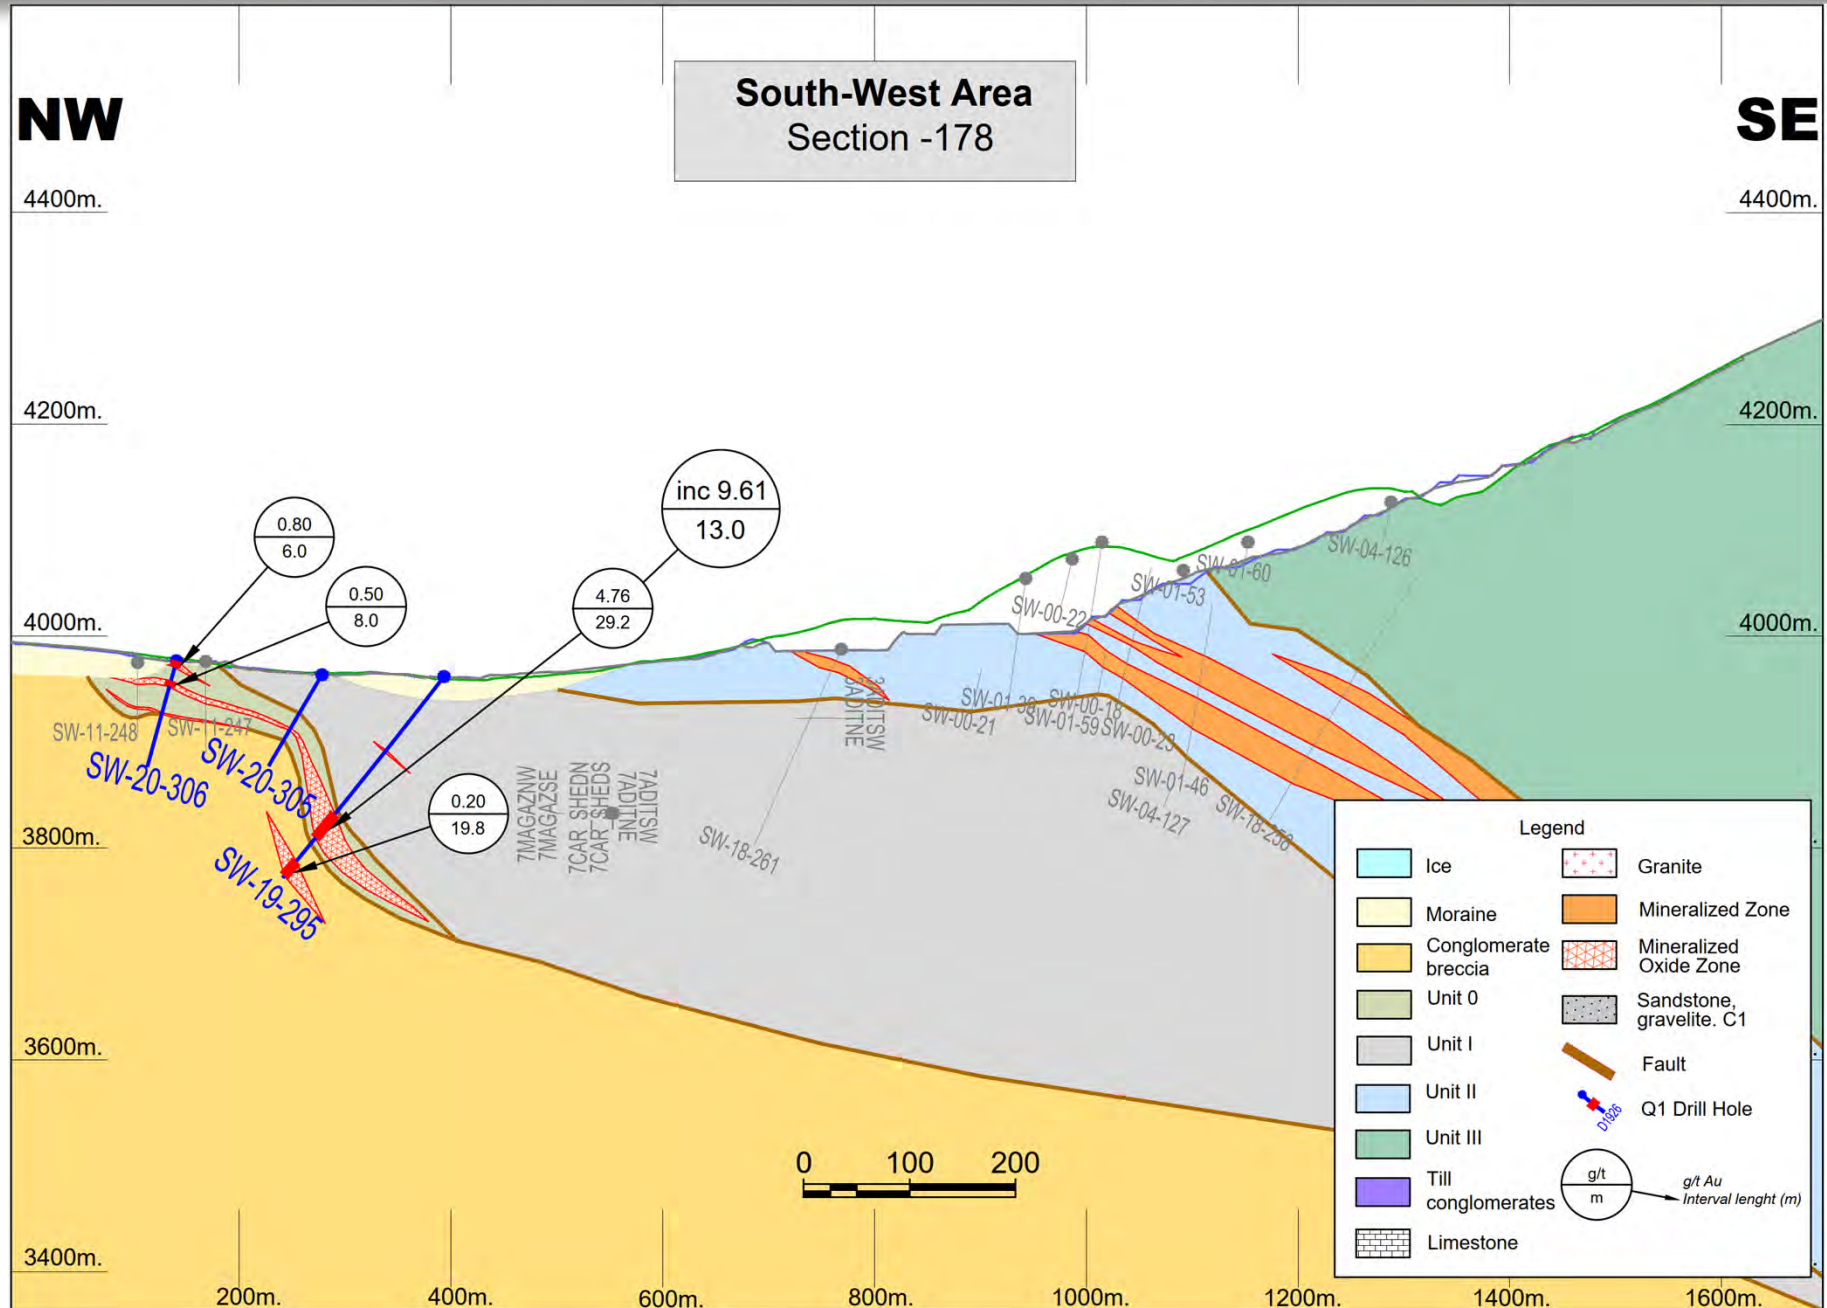 NW
South-West Area
Section -178
SE
4400m.
4400m.
4200m.
4200m.
4000m.
4000m.
3800m.
3600m.
3400m.
inc 9.61
13.0
0.80
6.0
0.50
8.0
4.76
29.2
0.20
19.8
SW-11-248
SW-11-247
SW-20-306
SW-20-305
SW-19-295
7MAGAZNW
7MAGAZSE
7CAR_SHEDN
7CAR_SHEDS
7ADITNE
7ADITSW
3ADITNE
3ADITSW
SW-18-261
SW-00-21
SW-01-38
SW-00-22
SW-00-18
SW-01-59
SW-00-23
SW-01-53
SW-01-60
SW-04-126
SW-01-46
SW-04-127
0
100
200
200m.
400m.
600m.
800m.
1000m.
1200m.
1400m.
1600m.
Legend
Ice
Moraine
Conglomerate
breccia
Unit 0
Unit I
Unit II
Unit III
Till
conglomerates
Limestone
Granite
Mineralized Zone
Mineralized
Oxide Zone
Sandstone,
gravelite. C1
Fault
D1926
Q1 Drill Hole
g/t
m
g/t Au
Interval lenght (m)